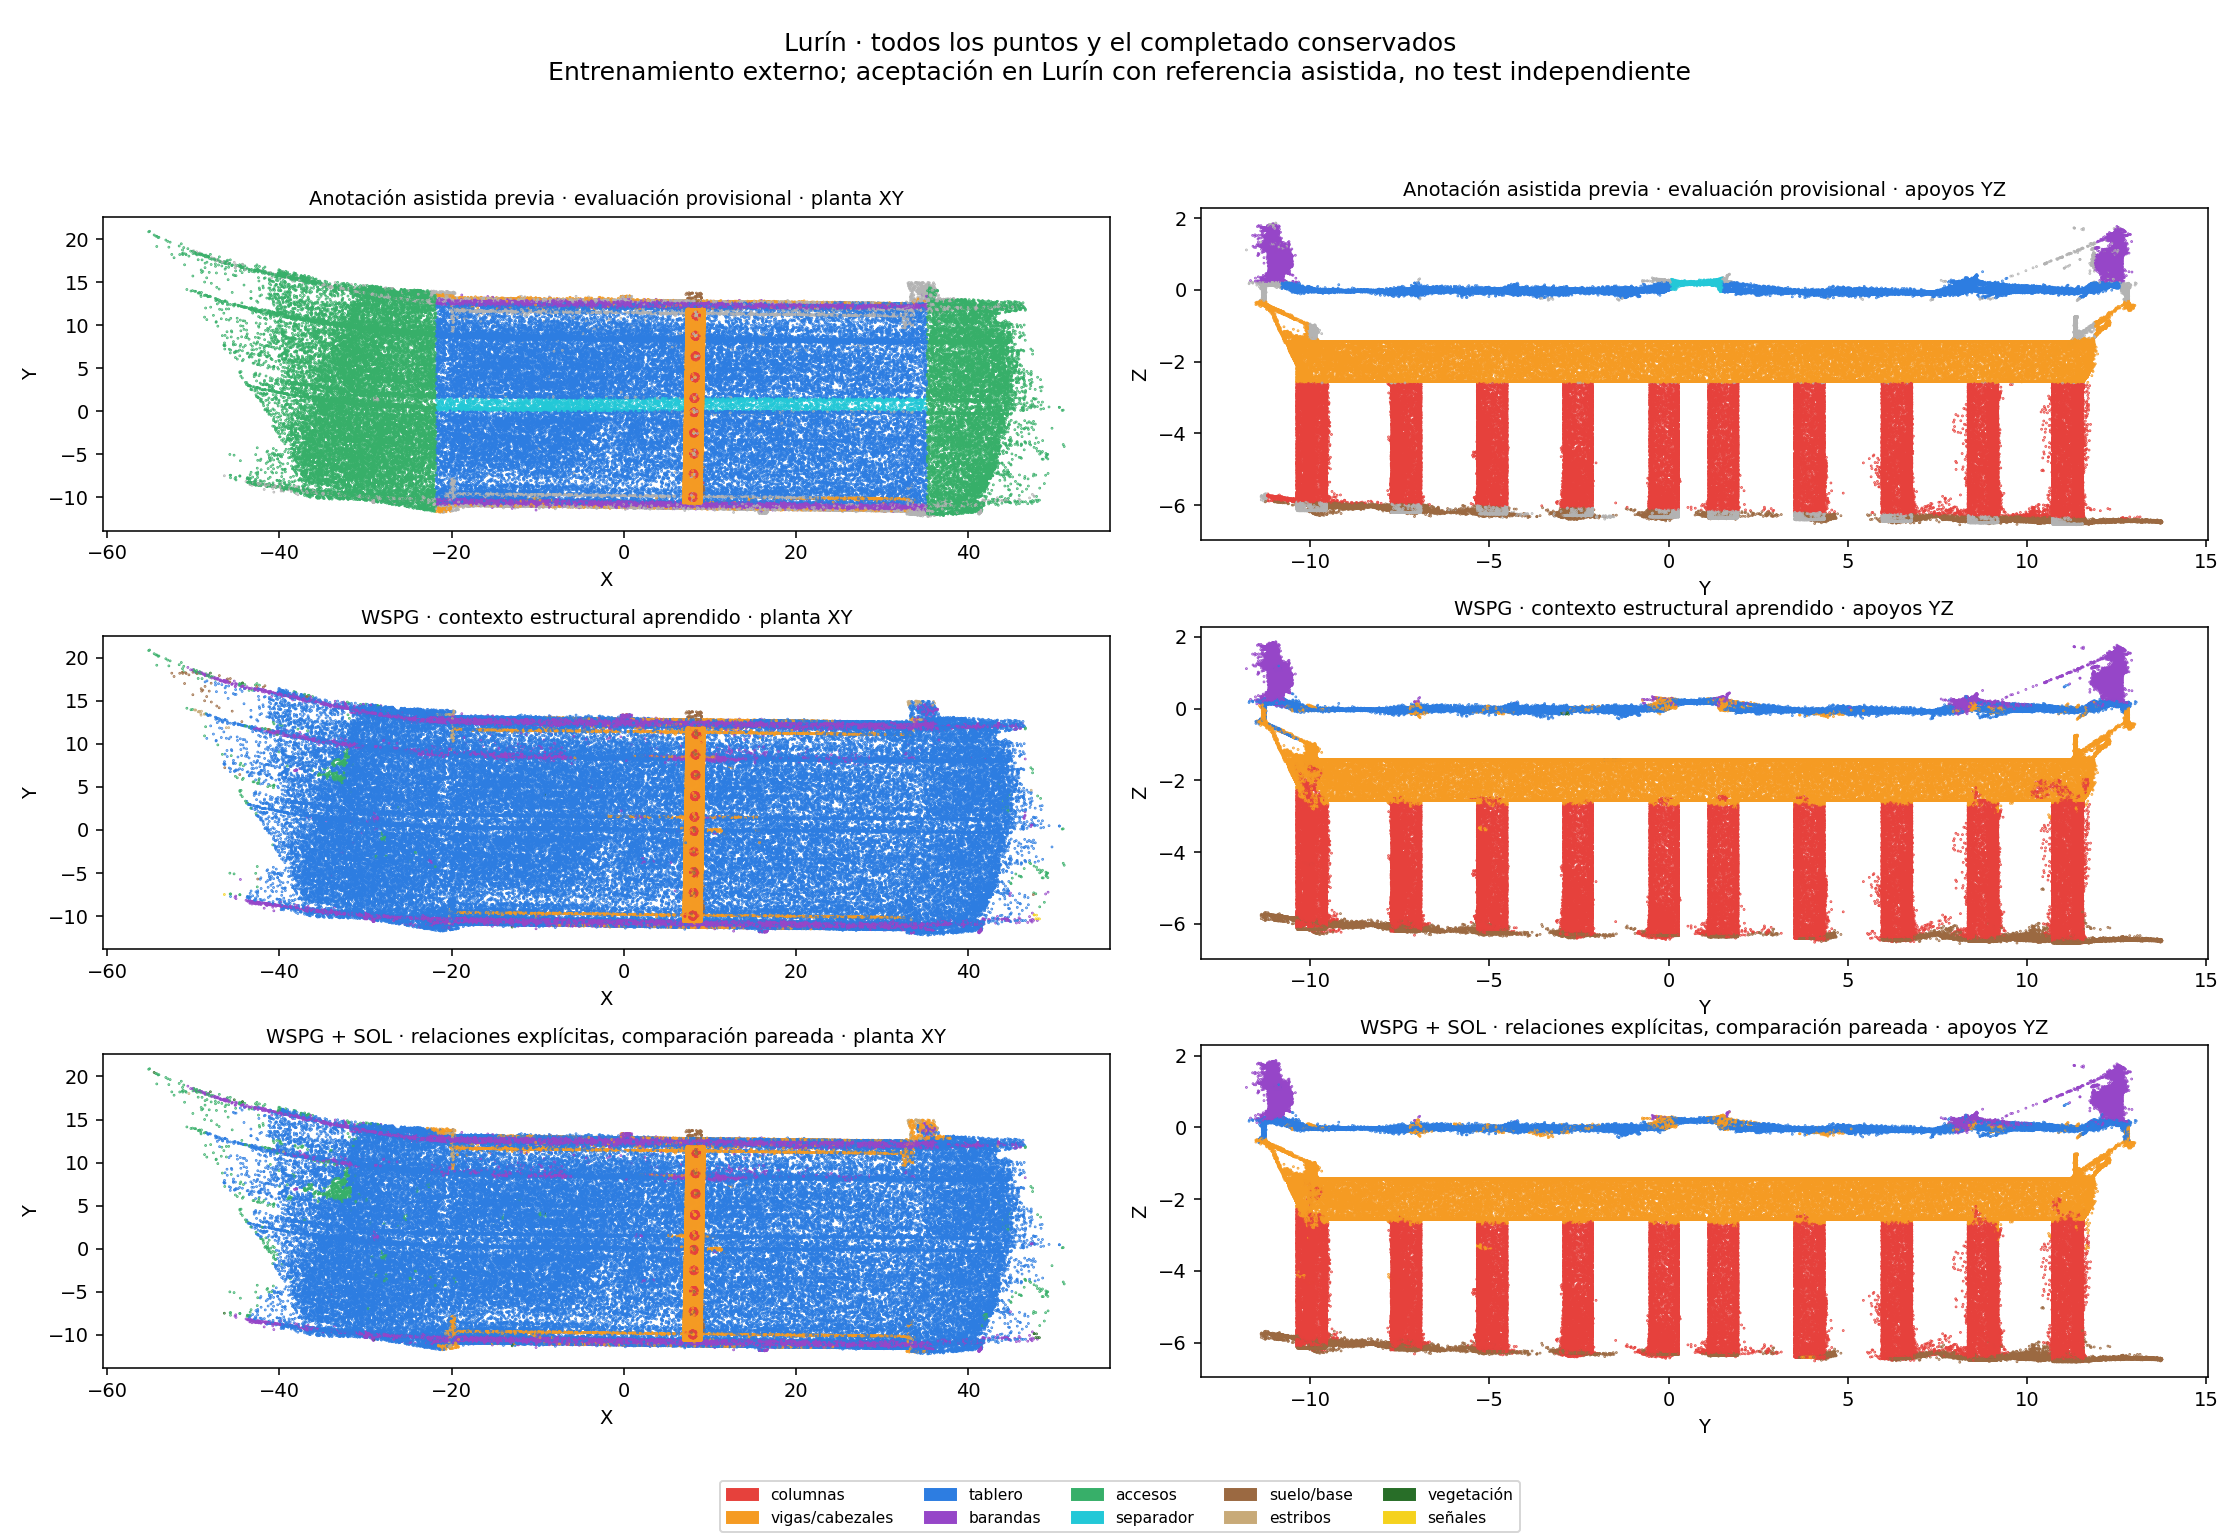 Lurín · todos los puntos y el completado conservados
Entrenamiento externo; aceptación en Lurín con referencia asistida, no test independiente
Anotación asistida previa · evaluación provisional · planta XY
20
15
10
5
0
−5
−10
Y
−60 −40 −20 0 20 40
X
Anotación asistida previa · evaluación provisional · apoyos YZ
2
0
−2
−4
−6
Z
−10 −5 0 5 10 15
Y
WSPG · contexto estructural aprendido · planta XY
20
15
10
5
0
−5
−10
Y
−60 −40 −20 0 20 40
X
WSPG · contexto estructural aprendido · apoyos YZ
2
0
−2
−4
−6
Z
−10 −5 0 5 10 15
Y
WSPG + SOL · relaciones explícitas, comparación pareada · planta XY
20
15
10
5
0
−5
−10
Y
−60 −40 −20 0 20 40
X
WSPG + SOL · relaciones explícitas, comparación pareada · apoyos YZ
2
0
−2
−4
−6
Z
−10 −5 0 5 10 15
Y
columnas tablero accesos suelo/base vegetación
vigas/cabezales barandas separador estribos señales